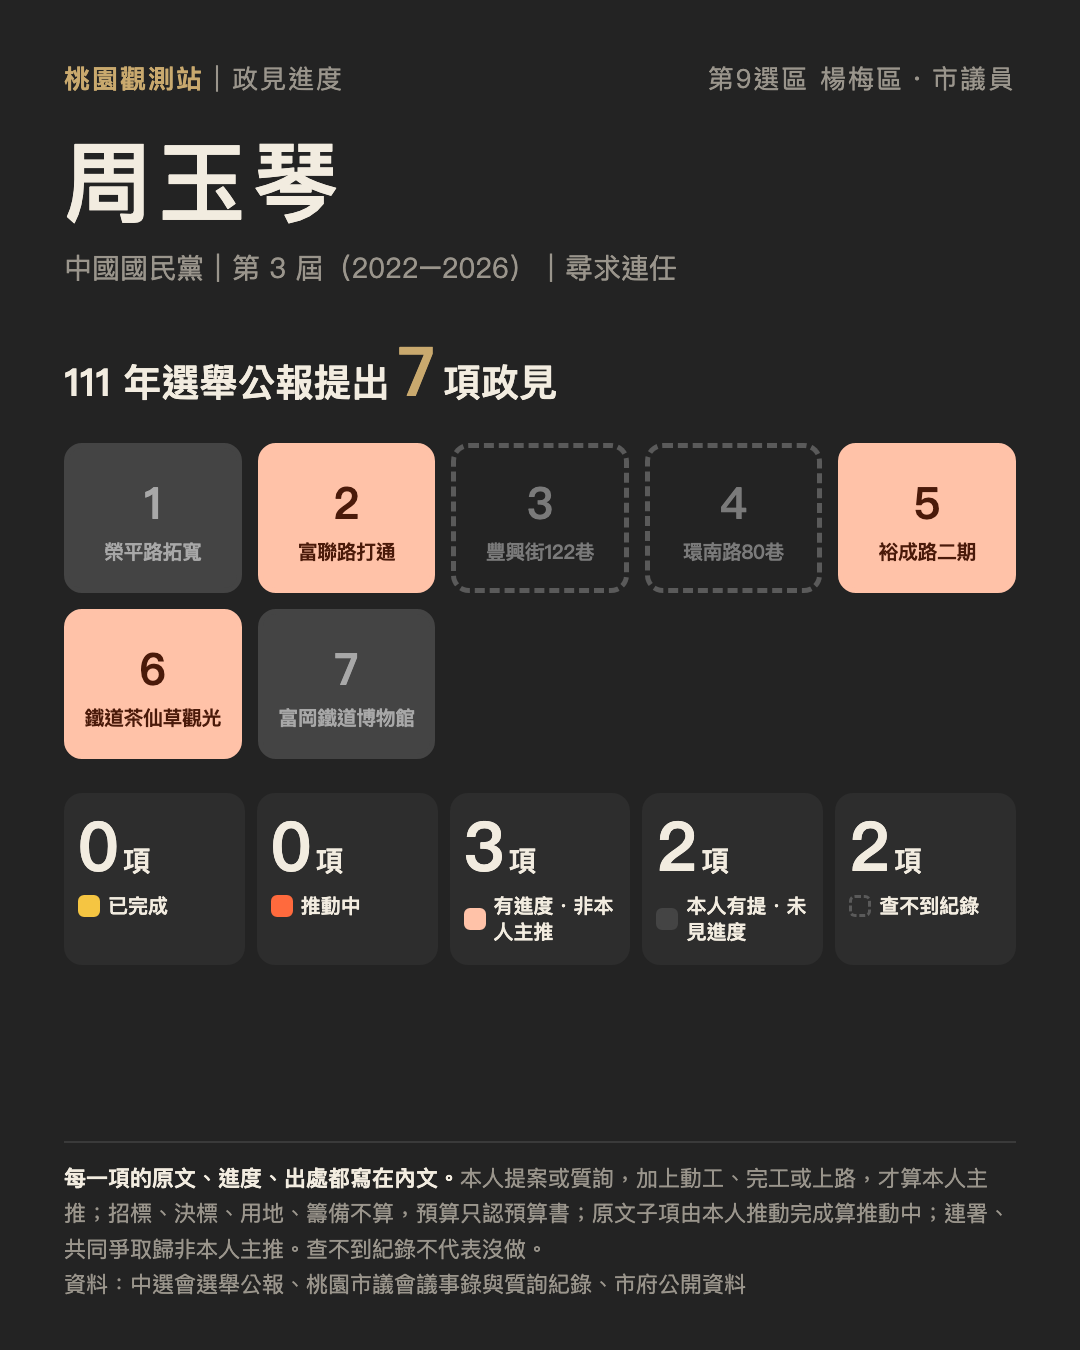 桃園觀測站｜政見進度
第9選區 楊梅區·市議員
周玉琴
中國國民黨｜第 3 屆（2022—2026）｜尋求連任
111 年選舉公報提出 7 項政見
1
榮平路拓寬
2
富聯路打通
3
豐興街122巷
4
環南路80巷
5
裕成路二期
6
鐵道茶仙草觀光
7
富岡鐵道博物館
0項
已完成
0項
推動中
3項
有進度·非本
人主推
2項
本人有提·未
見進度
2項
查不到紀錄
每一項的原文、進度、出處都寫在內文。本人提案或質詢，加上動工、完工或上路，才算本人主
推；招標、決標、用地、籌備不算，預算只認預算書；原文子項由本人推動完成算推動中；連署、
共同爭取歸非本人主推。查不到紀錄不代表沒做。
資料：中選會選舉公報、桃園市議會議事錄與質詢紀錄、市府公開資料